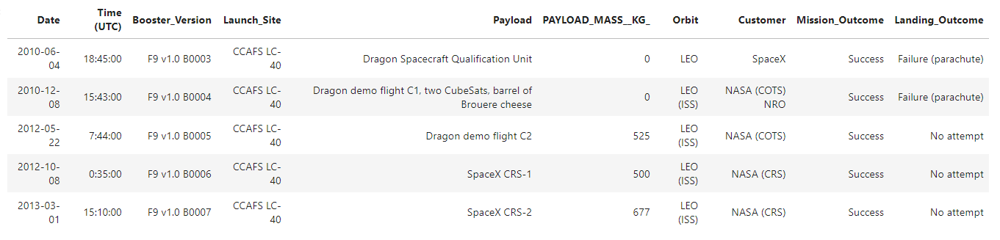 Date Time (UTC) Booster_Version Launch_Site Payload PAYLOAD_MASS__KG_ Orbit Customer Mission_Outcome Landing_Outcome
2010-06-04 18:45:00 F9 v1.0 B0003 CCAFS LC-40 Dragon Spacecraft Qualification Unit 0 LEO SpaceX Success Failure (parachute)
2010-12-08 15:43:00 F9 v1.0 B0004 CCAFS LC-40 Dragon demo flight C1, two CubeSats, barrel of Brouere cheese 0 LEO (ISS) NASA (COTS) NRO Success Failure (parachute)
2012-05-22 7:44:00 F9 v1.0 B0005 CCAFS LC-40 Dragon demo flight C2 525 LEO (ISS) NASA (COTS) Success No attempt
2012-10-08 0:35:00 F9 v1.0 B0006 CCAFS LC-40 SpaceX CRS-1 500 LEO (ISS) NASA (CRS) Success No attempt
2013-03-01 15:10:00 F9 v1.0 B0007 CCAFS LC-40 SpaceX CRS-2 677 LEO (ISS) NASA (CRS) Success No attempt